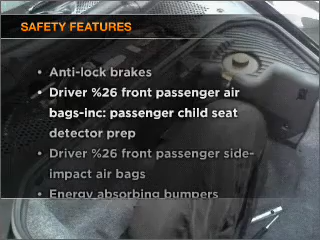 SAFETY FEATURES
• Anti-lock brakes
• Driver %26 front passenger air
bags-inc: passenger child seat
detector prep
• Driver %26 front passenger side-
impact air bags
• Energy absorbing bumpers